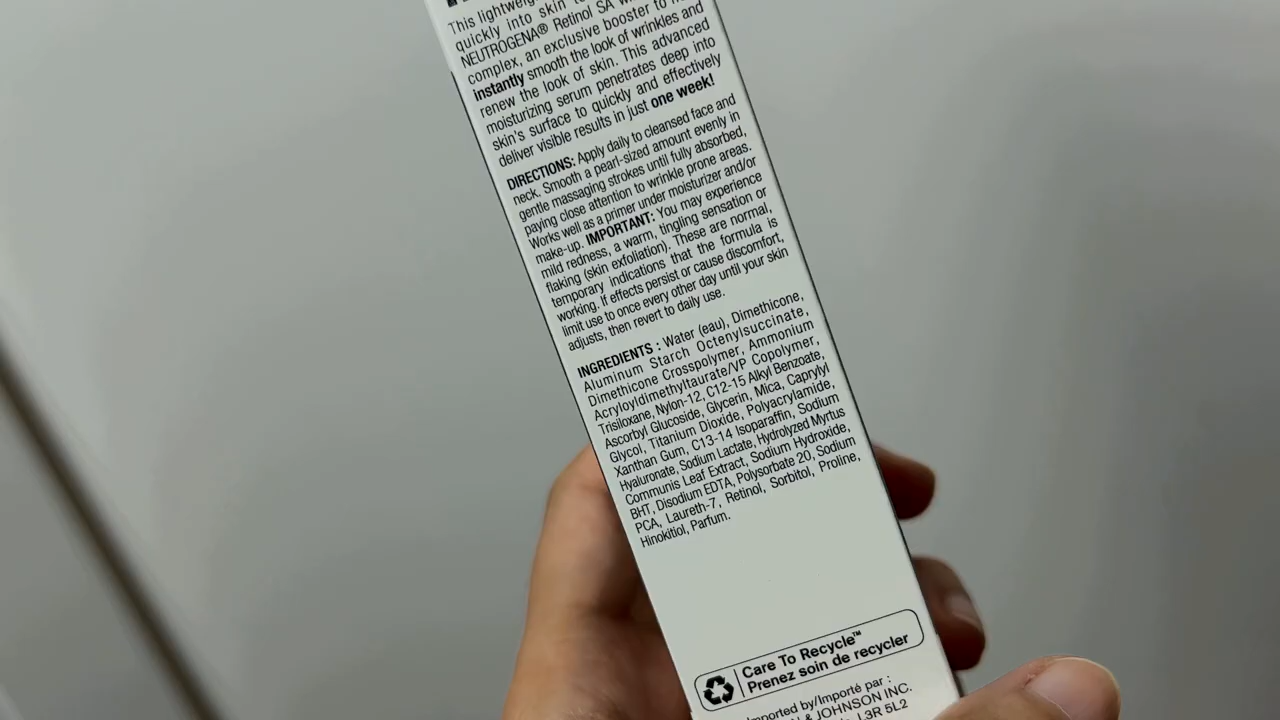 This lightweight
quickly into skin to
NEUTROGENA® Retinol SA
complex, an exclusive booster to
instantly smooth the look of wrinkles and
renew the look of skin. This advanced
moisturizing serum penetrates deep into
skin's surface to quickly and effectively
deliver visible results in just one week!
DIRECTIONS: Apply daily to cleansed face and
neck. Smooth a pearl-sized amount evenly in
gentle massaging strokes until fully absorbed,
paying close attention to wrinkle prone areas.
Works well as a primer under moisturizer and/or
make-up. IMPORTANT: You may experience
mild redness, a warm, tingling sensation or
flaking (skin exfoliation). These are normal,
temporary indications that the formula is
working. If effects persist or cause discomfort,
limit use to once every other day until your skin
adjusts, then revert to daily use.
INGREDIENTS : Water (eau), Dimethicone,
Aluminum Starch Octenylsuccinate,
Dimethicone Crosspolymer, Ammonium
Acryloyldimethyltaurate/VP Copolymer,
Trisiloxane, Nylon-12, C12-15 Alkyl Benzoate,
Ascorbyl Glucoside, Glycerin, Mica, Caprylyl
Glycol, Titanium Dioxide, Polyacrylamide,
Xanthan Gum, C13-14 Isoparaffin, Sodium
Hyaluronate, Sodium Lactate, Hydrolyzed Myrtus
Communis Leaf Extract, Sodium Hydroxide,
BHT, Disodium EDTA, Polysorbate 20, Sodium
PCA, Laureth-7, Retinol, Sorbitol, Proline,
Hinokitiol, Parfum.
Care To Recycle™
Prenez soin de recycler
Imported by/Importé par :
& JOHNSON INC.
L3R 5L2